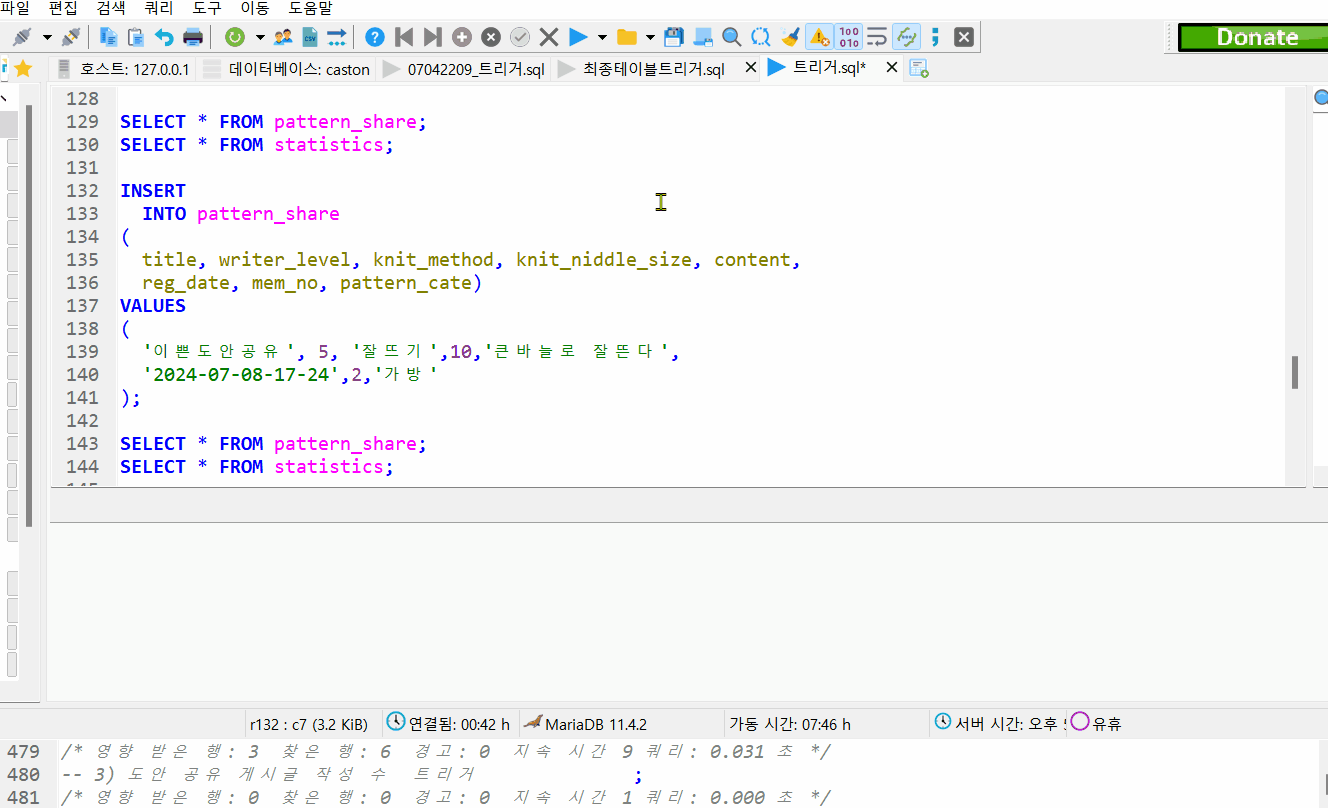 파일 편집 검색 쿼리 도구 이동 도움말
Donate
호스트: 127.0.0.1 데이터베이스: caston 07042209_트리거.sql 최종테이블트리거.sql 트리거.sql*
128
129 SELECT * FROM pattern_share;
130 SELECT * FROM statistics;
131
132 INSERT
133 INTO pattern_share
134 (
135 title, writer_level, knit_method, knit_niddle_size, content,
136 reg_date, mem_no, pattern_cate)
137 VALUES
138 (
139 '이쁜도안공유', 5, '잘뜨기',10,'큰바늘로 잘뜬다',
140 '2024-07-08-17-24',2,'가방'
141 );
142
143 SELECT * FROM pattern_share;
144 SELECT * FROM statistics;
r132 : c7 (3.2 KiB) 연결됨: 00:42 h MariaDB 11.4.2 가동 시간: 07:46 h 서버 시간: 오후 유휴
479 /* 영향 받은 행: 3 찾은 행: 6 경고: 0 지속 시간 9 쿼리: 0.031 초 */
480 -- 3) 도안 공유 게시글 작성 수 트리거 ;
481 /* 영향 받은 행: 0 찾은 행: 0 경고: 0 지속 시간 1 쿼리: 0.000 초 */